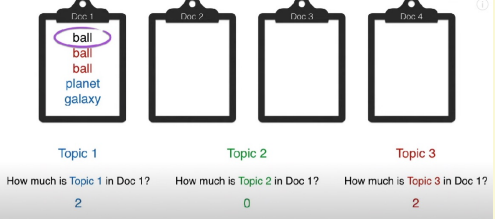 Doc 1
Doc 2
Doc 3
Doc 4
ball
ball
ball
planet
galaxy
Topic 1
Topic 2
Topic 3
How much is Topic 1 in Doc 1?
How much is Topic 2 in Doc 1?
How much is Topic 3 in Doc 1?
2
0
2